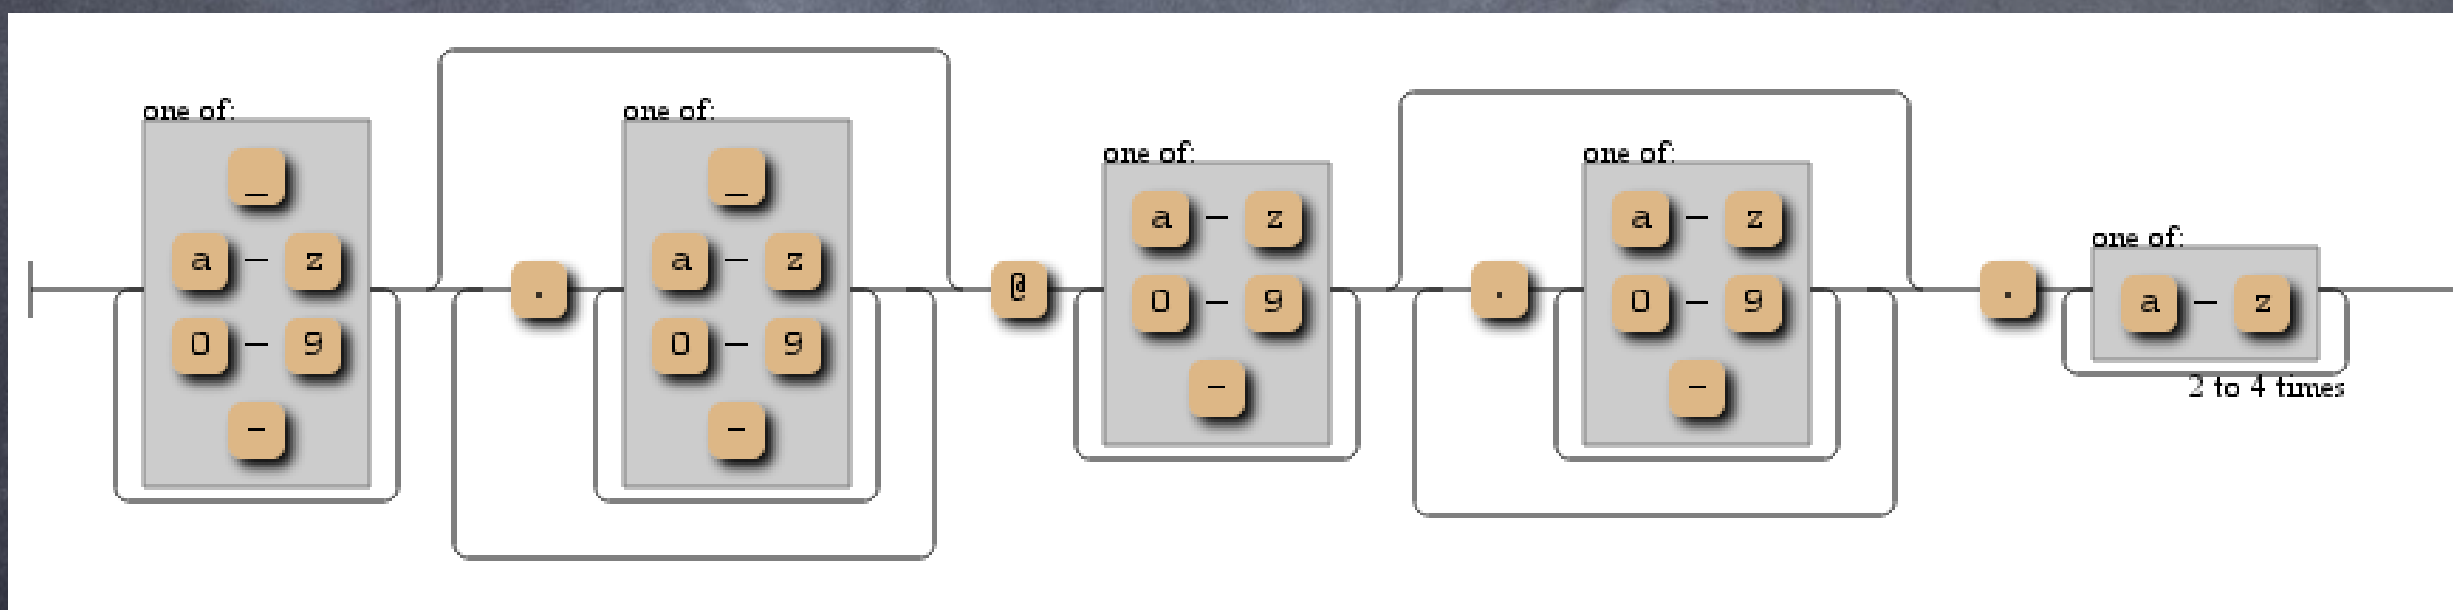 one of:
_
a – z
0 – 9
-
.
one of:
_
a – z
0 – 9
-
@
one of:
a – z
0 – 9
-
.
one of:
a – z
0 – 9
-
.
one of:
a – z
2 to 4 times